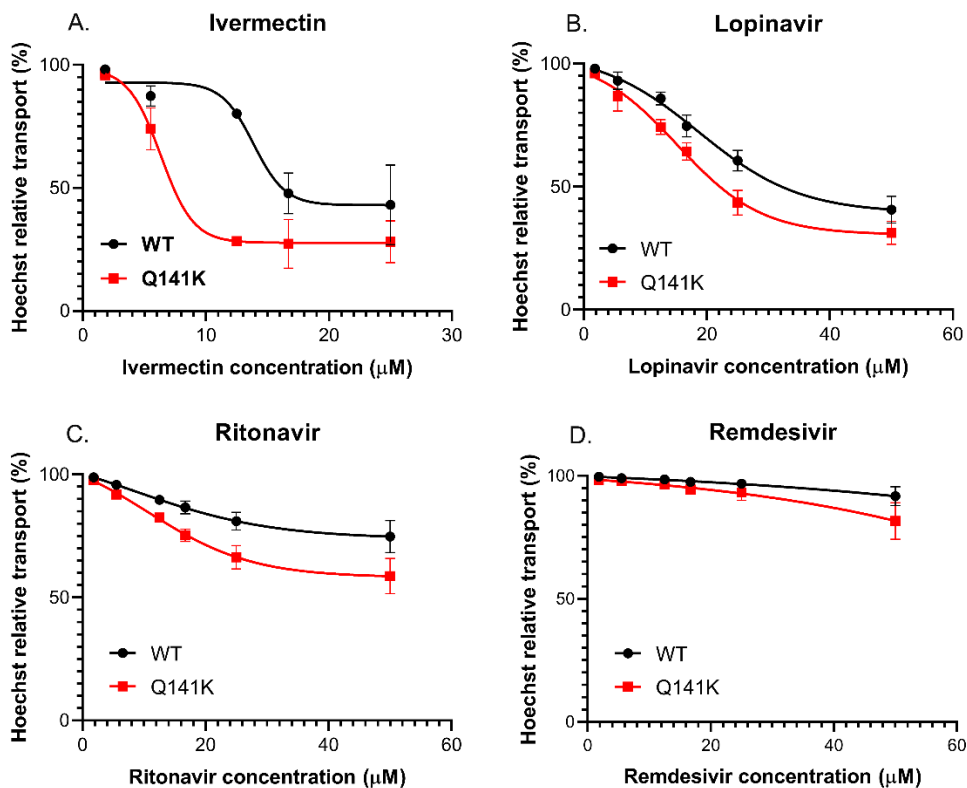 A.
Ivermectin
Hoechst relative transport (%)
100
50
0
WT
Q141K
0
10
20
30
Ivermectin concentration (μM)
B.
Lopinavir
Hoechst relative transport (%)
100
50
0
WT
Q141K
0
20
40
60
Lopinavir concentration (μM)
C.
Ritonavir
Hoechst relative transport (%)
100
50
0
WT
Q141K
0
20
40
60
Ritonavir concentration (μM)
D.
Remdesivir
Hoechst relative transport (%)
100
50
0
WT
Q141K
0
20
40
60
Remdesivir concentration (μM)